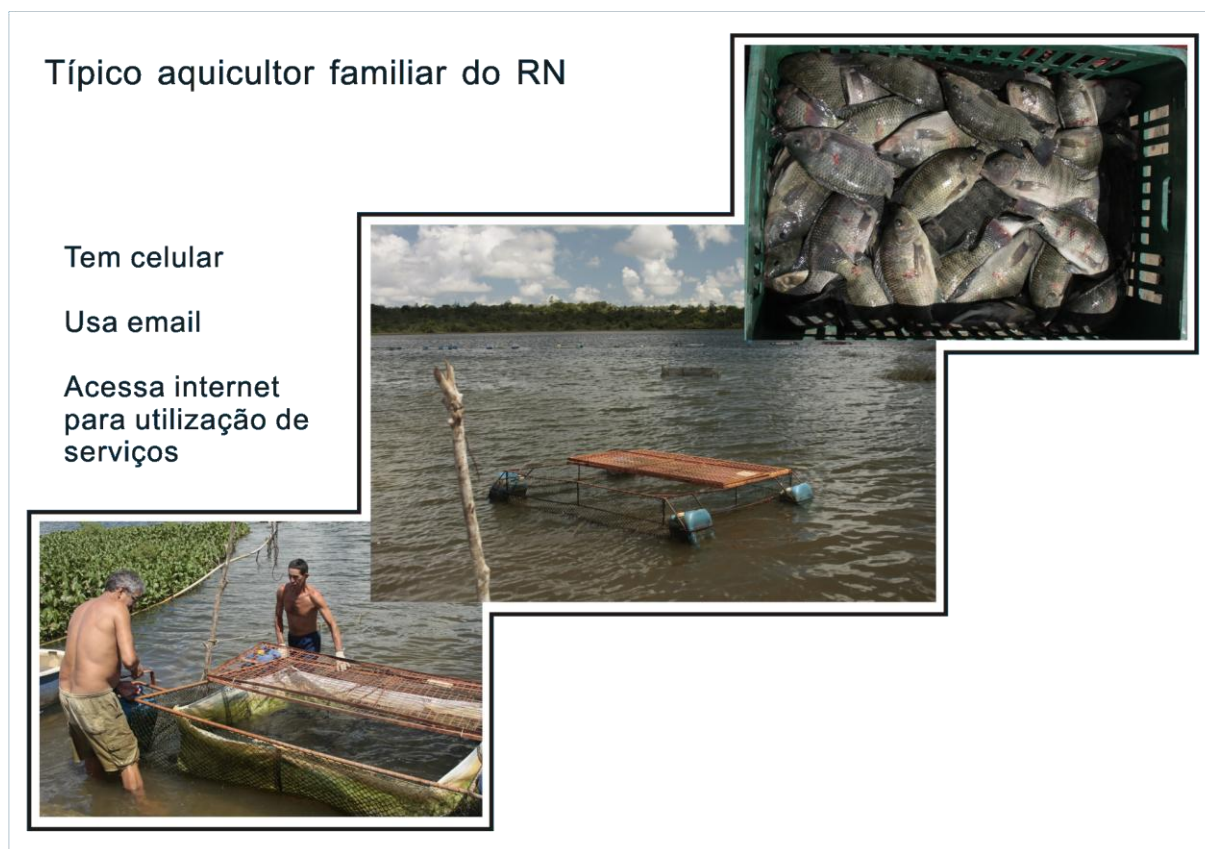 Típico aquicultor familiar do RN
Tem celular
Usa email
Acessa internet
para utilização de
serviços